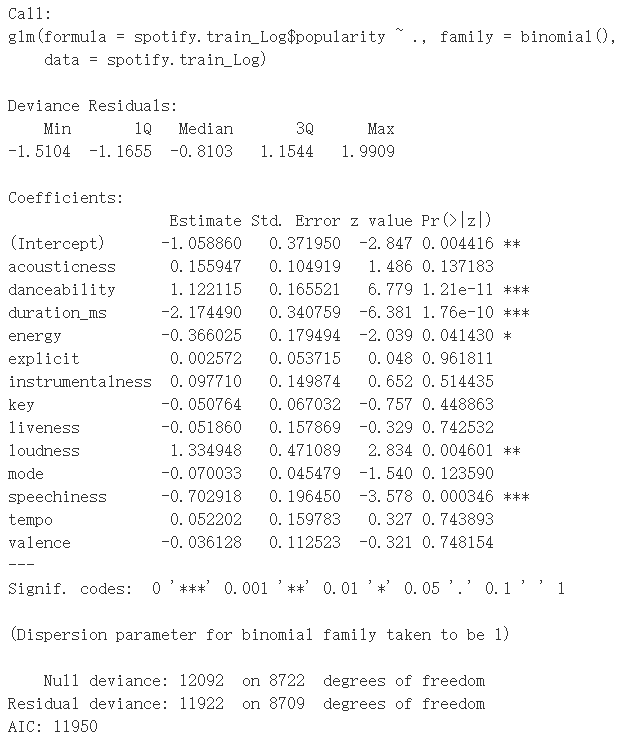 Call:
glm(formula = spotify.train_Log$popularity ~ ., family = binomial(),
    data = spotify.train_Log)

Deviance Residuals:
    Min       1Q   Median       3Q      Max
-1.5104  -1.1655  -0.8103   1.1544   1.9909

Coefficients:
                  Estimate Std. Error z value Pr(>|z|)
(Intercept)      -1.058860   0.371950  -2.847 0.004416 **
acousticness      0.155947   0.104919   1.486 0.137183
danceability      1.122115   0.165521   6.779 1.21e-11 ***
duration_ms      -2.174490   0.340759  -6.381 1.76e-10 ***
energy           -0.366025   0.179494  -2.039 0.041430 *
explicit          0.002572   0.053715   0.048 0.961811
instrumentalness  0.097710   0.149874   0.652 0.514435
key              -0.050764   0.067032  -0.757 0.448863
liveness         -0.051860   0.157869  -0.329 0.742532
loudness          1.334948   0.471089   2.834 0.004601 **
mode             -0.070033   0.045479  -1.540 0.123590
speechiness      -0.702918   0.196450  -3.578 0.000346 ***
tempo             0.052202   0.159783   0.327 0.743893
valence          -0.036128   0.112523  -0.321 0.748154
---
Signif. codes:  0 '***' 0.001 '**' 0.01 '*' 0.05 '.' 0.1 ' ' 1

(Dispersion parameter for binomial family taken to be 1)

    Null deviance: 12092  on 8722  degrees of freedom
Residual deviance: 11922  on 8709  degrees of freedom
AIC: 11950